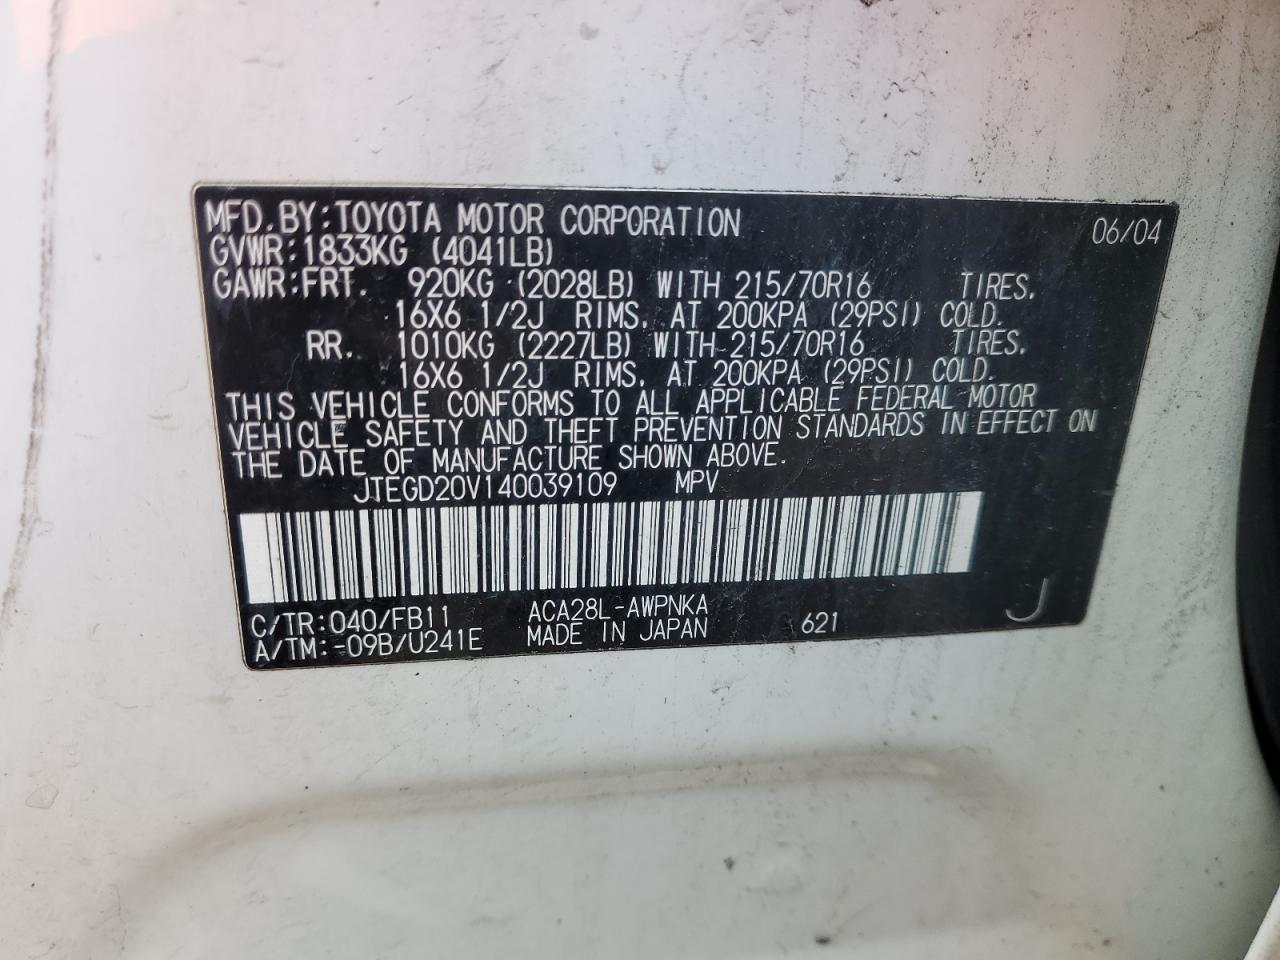 MFD.BY:TOYOTA MOTOR CORPORATION 06/04
GVWR:1833KG (4041LB)
GAWR:FRT. 920KG (2028LB) WITH 215/70R16 TIRES,
16X6 1/2J RIMS, AT 200KPA (29PSI) COLD.
RR. 1010KG (2227LB) WITH 215/70R16 TIRES,
16X6 1/2J RIMS, AT 200KPA (29PSI) COLD.
THIS VEHICLE CONFORMS TO ALL APPLICABLE FEDERAL MOTOR
VEHICLE SAFETY AND THEFT PREVENTION STANDARDS IN EFFECT ON
THE DATE OF MANUFACTURE SHOWN ABOVE.
JTEGD20V140039109 MPV
C/TR:040/FB11 ACA28L-AWPNKA
A/TM:-09B/U241E MADE IN JAPAN 621 J